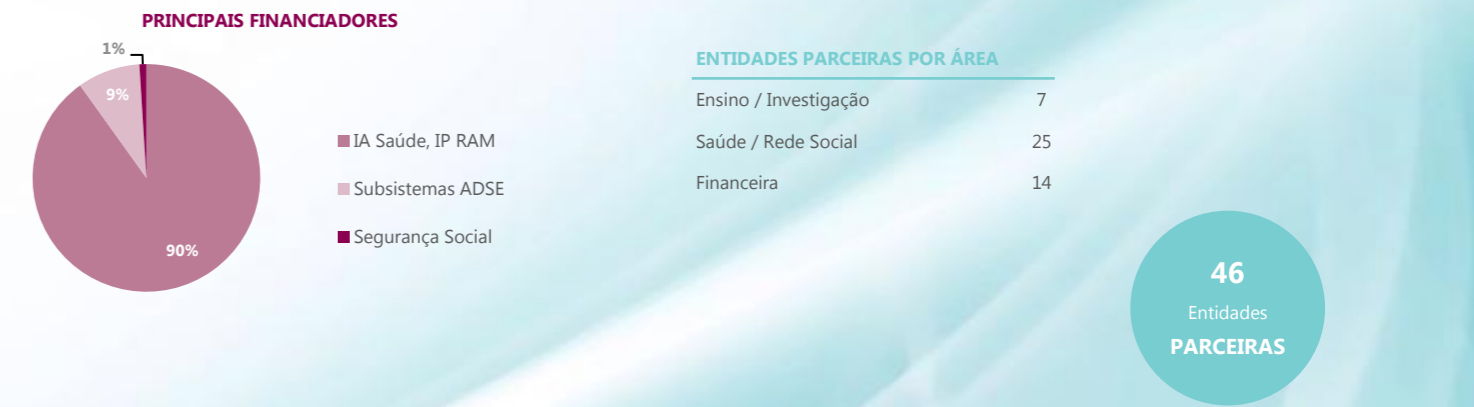 PRINCIPAIS FINANCIADORES
1%
9%
90%
IA Saúde, IP RAM
Subsistemas ADSE
Segurança Social
ENTIDADES PARCEIRAS POR ÁREA
Ensino / Investigação 7
Saúde / Rede Social 25
Financeira 14
46
Entidades
PARCEIRAS